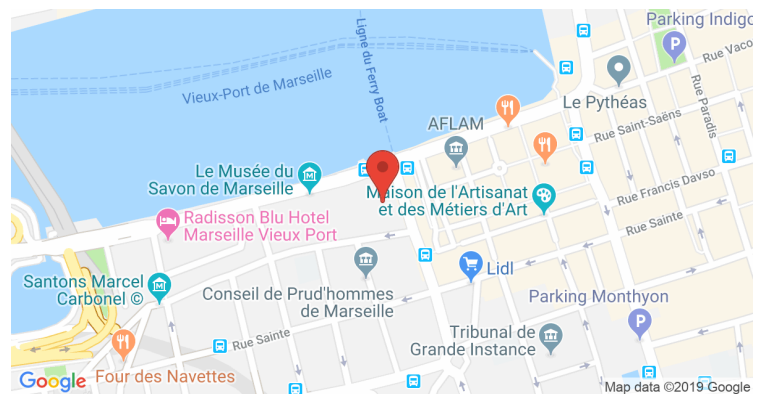 Parking Indigo
Ligne du Ferry Boat
Rue Vaco
Vieux-Port de Marseille
Le Pythéas
Rue Paradis
AFLAM
Rue Saint-Saëns
Le Musée du
Savon de Marseille
Maison de l'Artisanat
et des Métiers d'Art
Rue Francis Davso
Radisson Blu Hotel
Marseille Vieux Port
Rue Sainte
Santons Marcel
Carbonel ©
Lidl
Conseil de Prud'hommes
de Marseille
Parking Monthyon
P
P
Rue Sainte
Tribunal de
Grande Instance
Four des Navettes
Google
Map data ©2019 Google